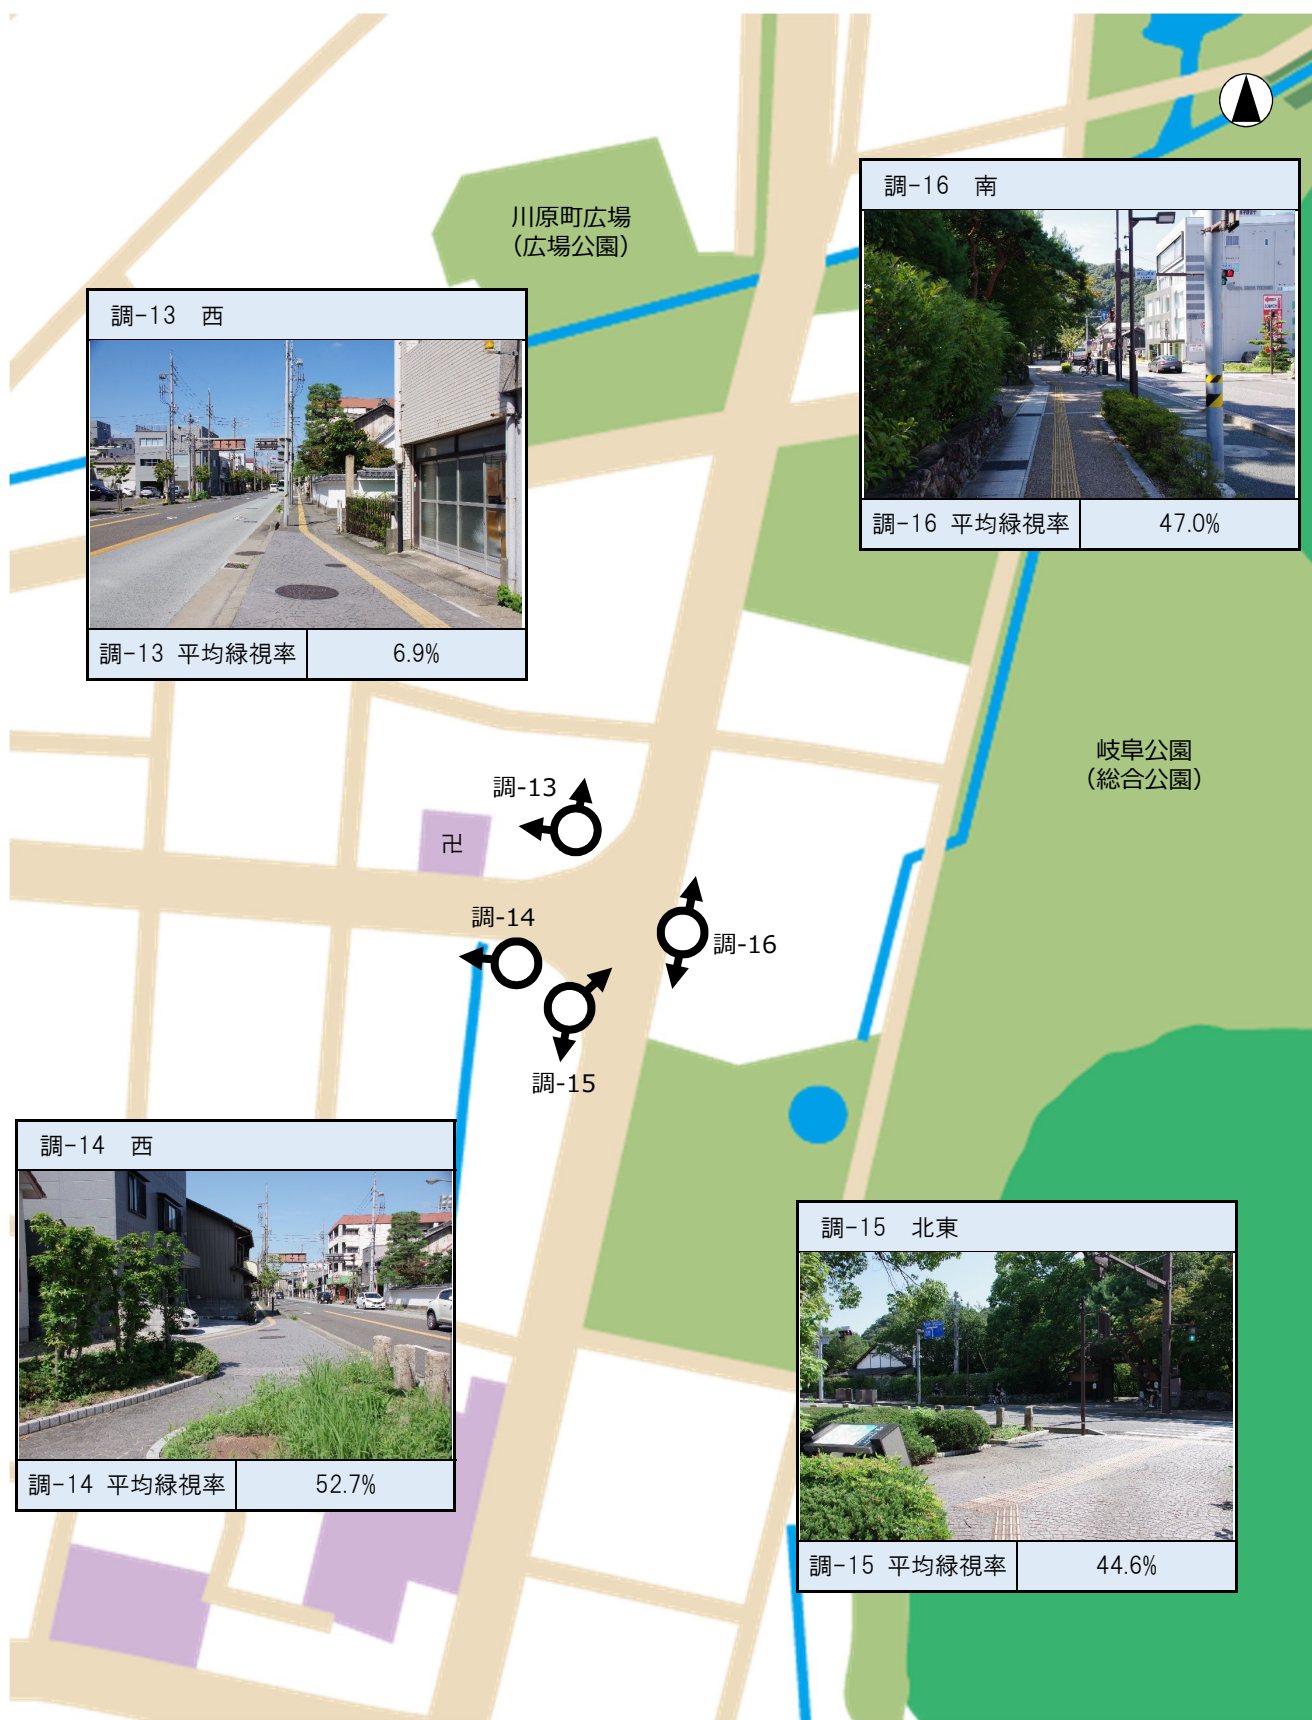 川原町広場
（広場公園）
調-16　南
調-16 平均緑視率
47.0%
調-13　西
調-13 平均緑視率
6.9%
岐阜公園
（総合公園）
調-13
卍
調-14
調-16
調-15
調-14　西
調-14 平均緑視率
52.7%
調-15　北東
調-15 平均緑視率
44.6%